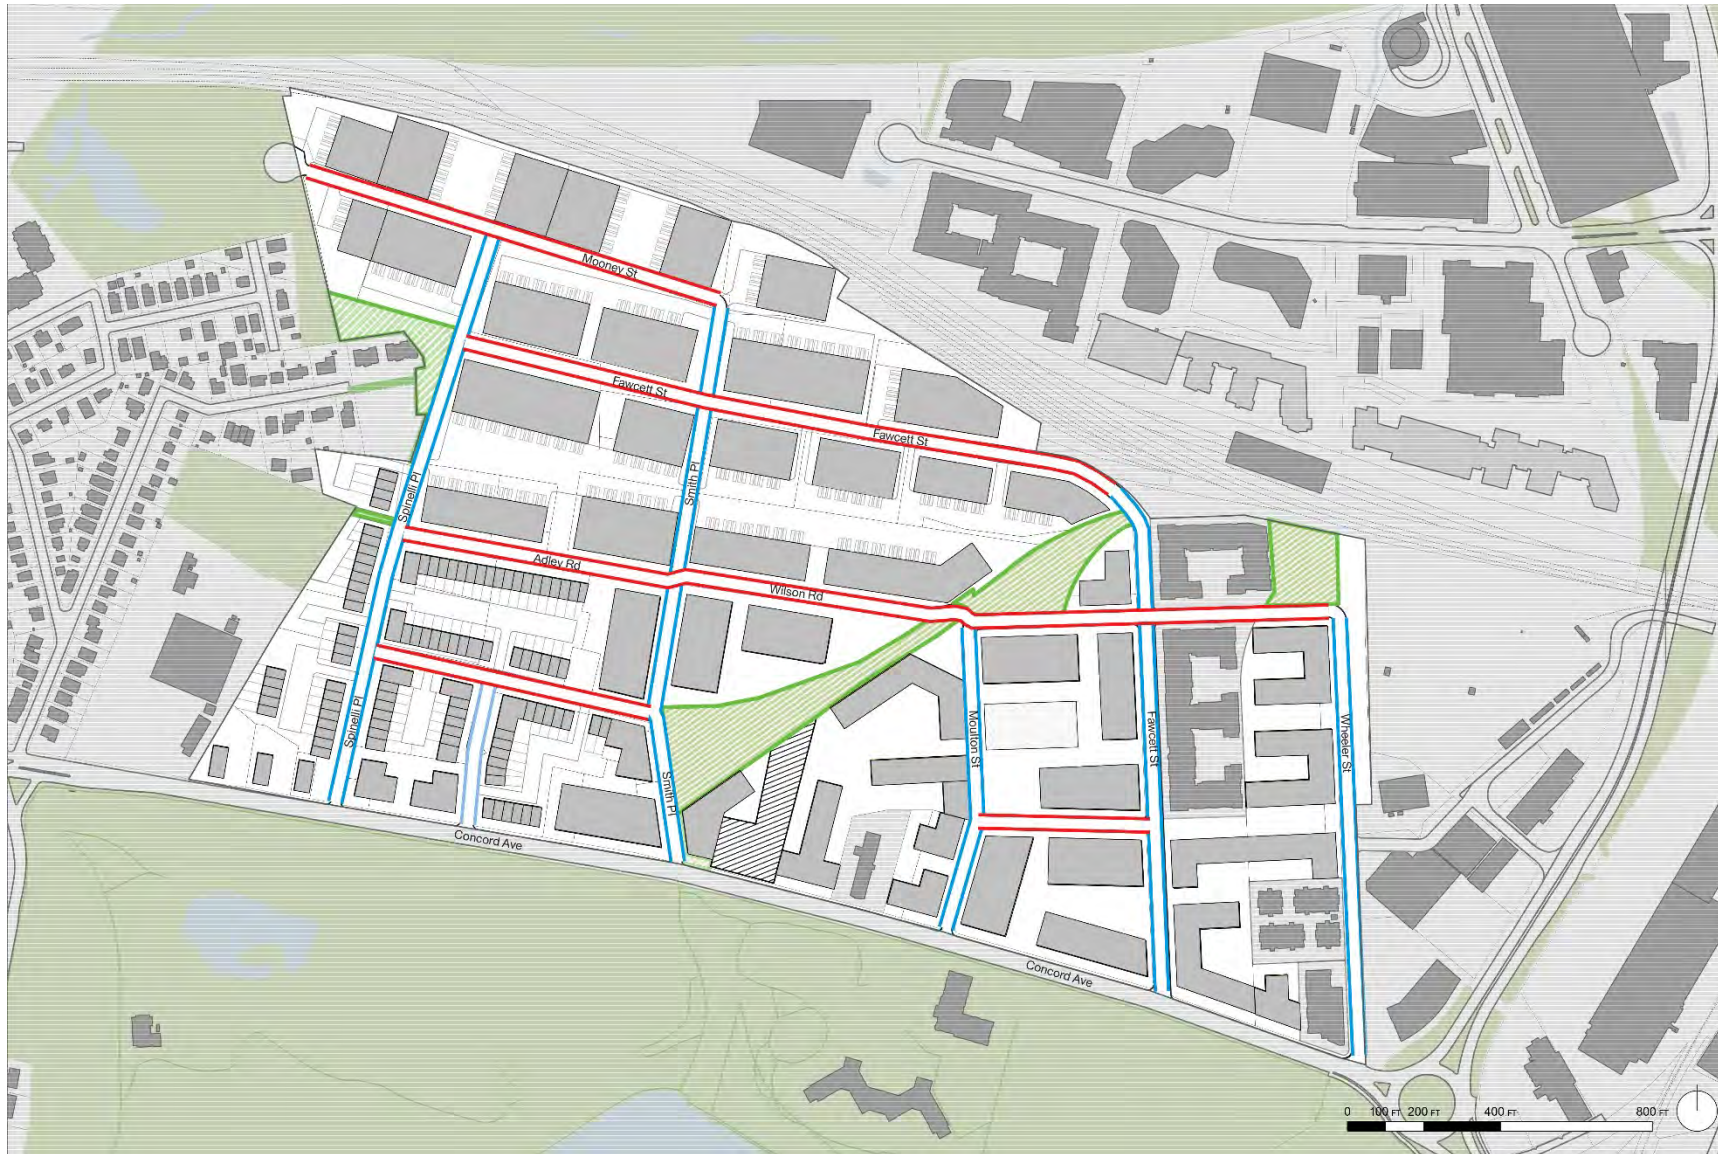 Mooney St
Fawcett St
Fawcett St
Spinelli Pl
Smith Pl
Adley Rd
Wilson Rd
Spinelli Pl
Smith Pl
Moulton St
Fawcett St
Wheeler St
Concord Ave
Concord Ave
0 100 FT 200 FT 400 FT 800 FT